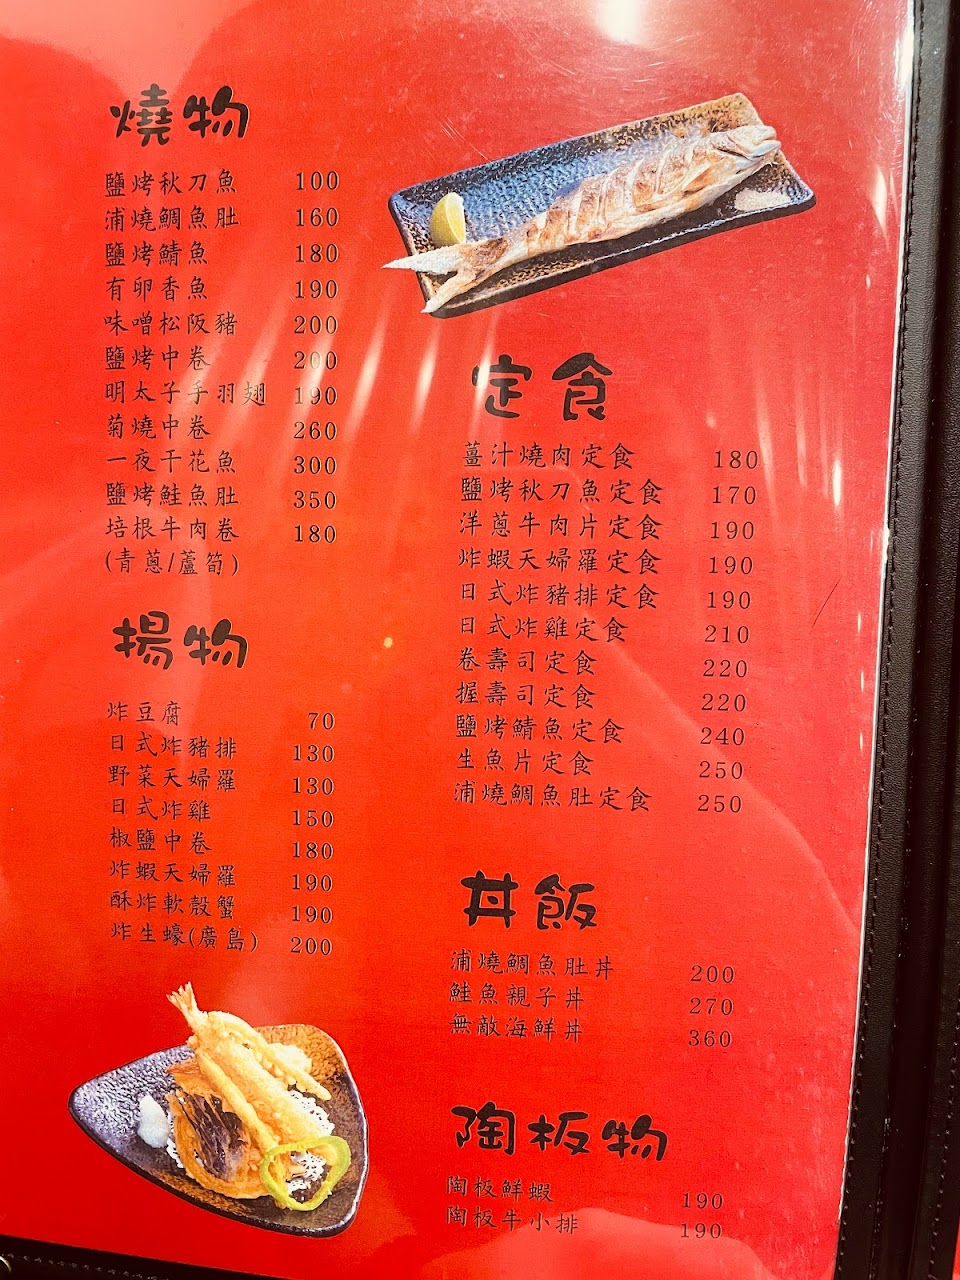 燒物
鹽烤秋刀魚 100
浦燒鯛魚肚 160
鹽烤鯖魚 180
有卵香魚 190
味噌松阪豬 200
鹽烤中卷 200
明太子手羽翅 190
菊燒中卷 260
一夜干花魚 300
鹽烤鮭魚肚 350
培根牛肉卷 180
(青蔥/蘆筍)
揚物
炸豆腐 70
日式炸豬排 130
野菜天婦羅 130
日式炸雞 150
椒鹽中卷 180
炸蝦天婦羅 190
酥炸軟殼蟹 190
炸生蠔(廣島) 200
定食
薑汁燒肉定食 180
鹽烤秋刀魚定食 170
洋蔥牛肉片定食 190
炸蝦天婦羅定食 190
日式炸豬排定食 190
日式炸雞定食 210
卷壽司定食 220
握壽司定食 220
鹽烤鯖魚定食 240
生魚片定食 250
浦燒鯛魚肚定食 250
丼飯
浦燒鯛魚肚丼 200
鮭魚親子丼 270
無敵海鮮丼 360
陶板物
陶板鮮蝦 190
陶板牛小排 190